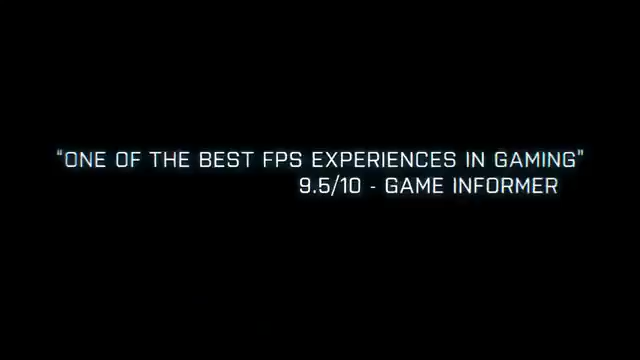 “ONE OF THE BEST FPS EXPERIENCES IN GAMING”
9.5/10 - GAME INFORMER